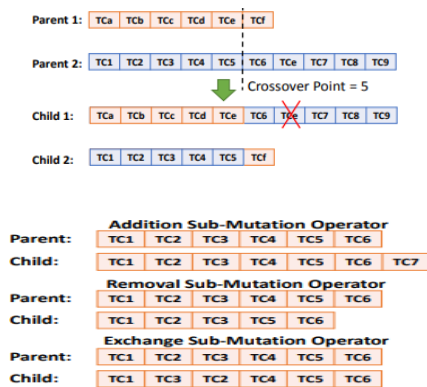 Parent 1: TCa TCb TCc TCd TCe TCf
Parent 2: TC1 TC2 TC3 TC4 TC5 TC6 TCe TC7 TC8 TC9
Crossover Point = 5
Child 1: TCa TCb TCc TCd TCe TC6 TCe TC7 TC8 TC9
Child 2: TC1 TC2 TC3 TC4 TC5 TCf
Addition Sub-Mutation Operator
Parent: TC1 TC2 TC3 TC4 TC5 TC6
Child: TC1 TC2 TC3 TC4 TC5 TC6 TC7
Removal Sub-Mutation Operator
Parent: TC1 TC2 TC3 TC4 TC5 TC6
Child: TC1 TC2 TC3 TC5 TC6
Exchange Sub-Mutation Operator
Parent: TC1 TC2 TC3 TC4 TC5 TC6
Child: TC1 TC3 TC2 TC4 TC5 TC6